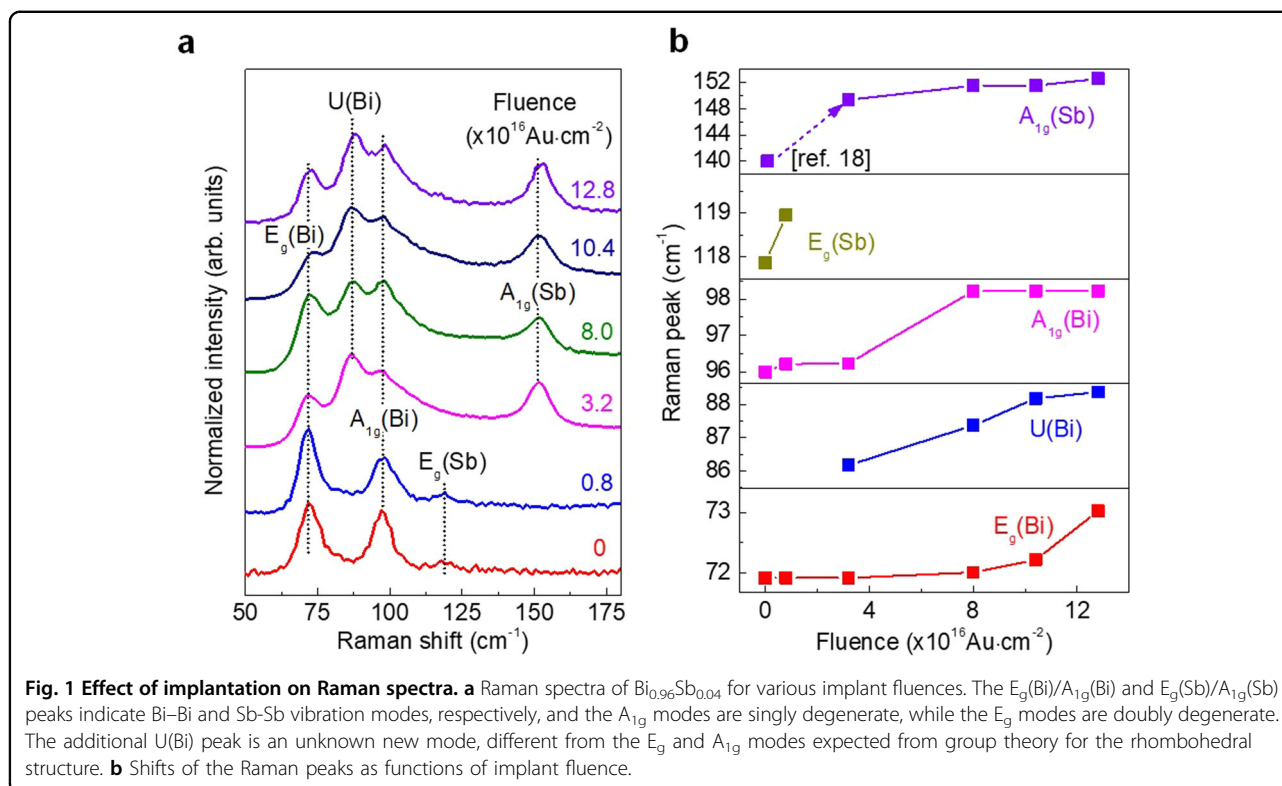 a
U(Bi)
Fluence
(x10¹⁶Au·cm⁻²)
12.8
E_g(Bi)
10.4
A_1g(Sb)
8.0
3.2
A_1g(Bi)
E_g(Sb)
0.8
0
Normalized intensity (arb. units)
50 75 100 125 150 175
Raman shift (cm⁻¹)
b
152
148
144
140
A_1g(Sb)
[ref. 18]
119
118
E_g(Sb)
98
97
96
A_1g(Bi)
88
87
86
U(Bi)
73
72
E_g(Bi)
Raman peak (cm⁻¹)
0 4 8 12
Fluence (x10¹⁶Au·cm⁻²)
Fig. 1 Effect of implantation on Raman spectra. a Raman spectra of Bi₀.₉₆Sb₀.₀₄ for various implant fluences. The E_g(Bi)/A_1g(Bi) and E_g(Sb)/A_1g(Sb)
peaks indicate Bi–Bi and Sb-Sb vibration modes, respectively, and the A_1g modes are singly degenerate, while the E_g modes are doubly degenerate.
The additional U(Bi) peak is an unknown new mode, different from the E_g and A_1g modes expected from group theory for the rhombohedral
structure. b Shifts of the Raman peaks as functions of implant fluence.